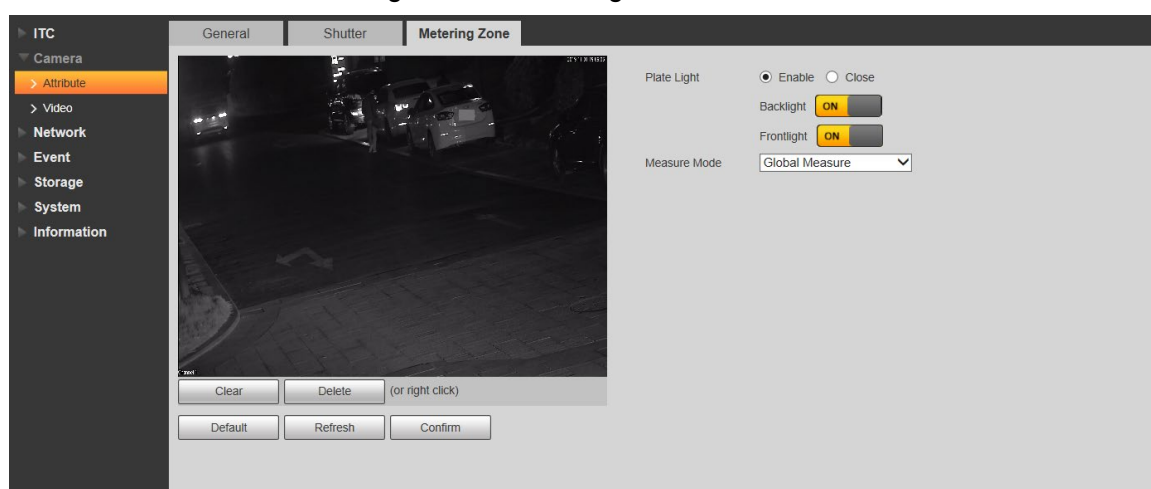 ITC
Camera
Attribute
Video
Network
Event
Storage
System
Information
General Shutter Metering Zone
Plate Light Enable Close
Backlight ON
Frontlight ON
Measure Mode Global Measure
Clear Delete (or right click)
Default Refresh Confirm